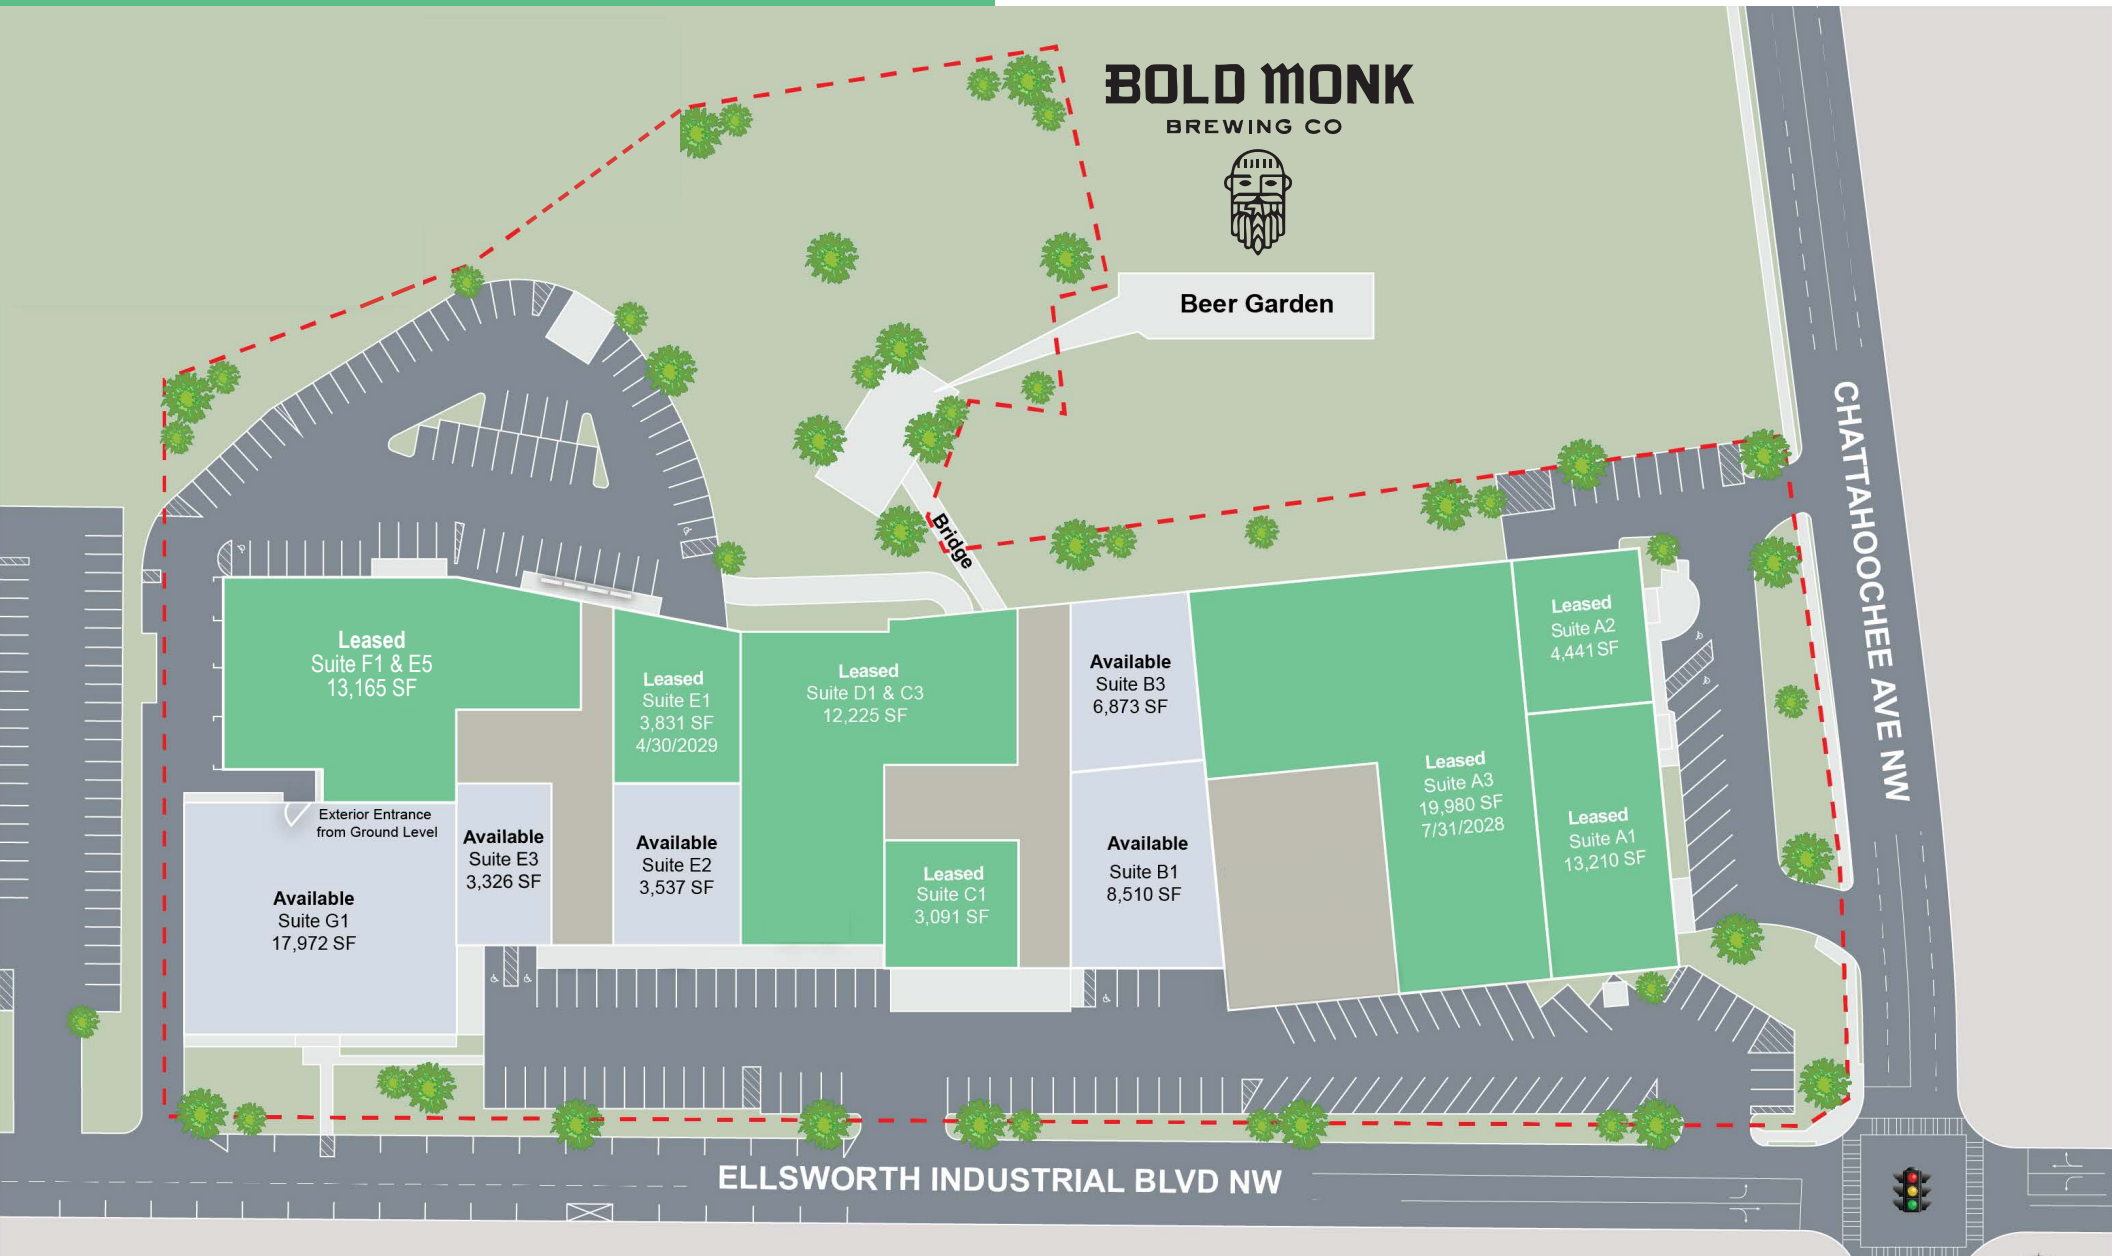 BOLD MONK
BREWING CO
Beer Garden
Bridge
CHATTAHOOCHEE AVE NW
Leased
Suite F1 & E5
13,165 SF
Leased
Suite E1
3,831 SF
4/30/2029
Leased
Suite D1 & C3
12,225 SF
Available
Suite B3
6,873 SF
Leased
Suite A2
4,441 SF
Leased
Suite A3
19,980 SF
7/31/2028
Leased
Suite A1
13,210 SF
Exterior Entrance
from Ground Level
Available
Suite G1
17,972 SF
Available
Suite E3
3,326 SF
Available
Suite E2
3,537 SF
Leased
Suite C1
3,091 SF
Available
Suite B1
8,510 SF
ELLSWORTH INDUSTRIAL BLVD NW